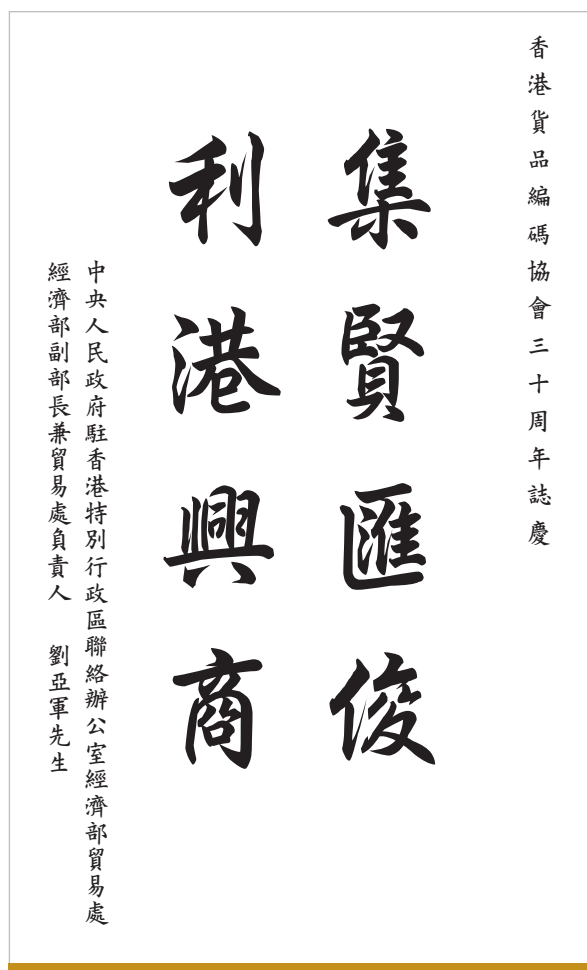 香港貨品編碼協會三十周年誌慶
集賢匯俊
利港興商
中央人民政府駐香港特別行政區聯絡辦公室經濟部貿易處
經濟部副部長兼貿易處負責人 劉亞軍先生